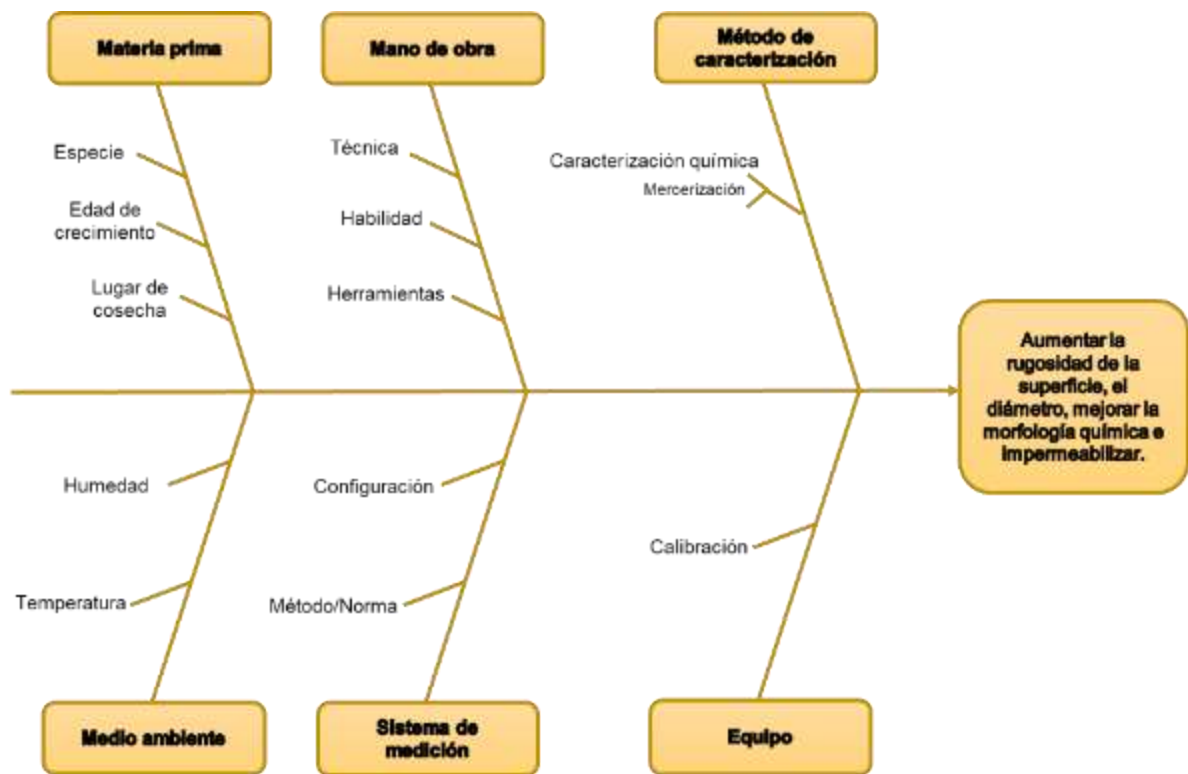 Materia prima
Mano de obra
Método de
caracterización
Especie
Edad de
crecimiento
Lugar de
cosecha
Técnica
Habilidad
Herramientas
Caracterización química
Mercerización
Aumentar la
rugosidad de la
superficie, el
diámetro, mejorar la
morfología química e
impermeabilizar.
Humedad
Temperatura
Configuración
Método/Norma
Calibración
Medio ambiente
Sistema de
medición
Equipo